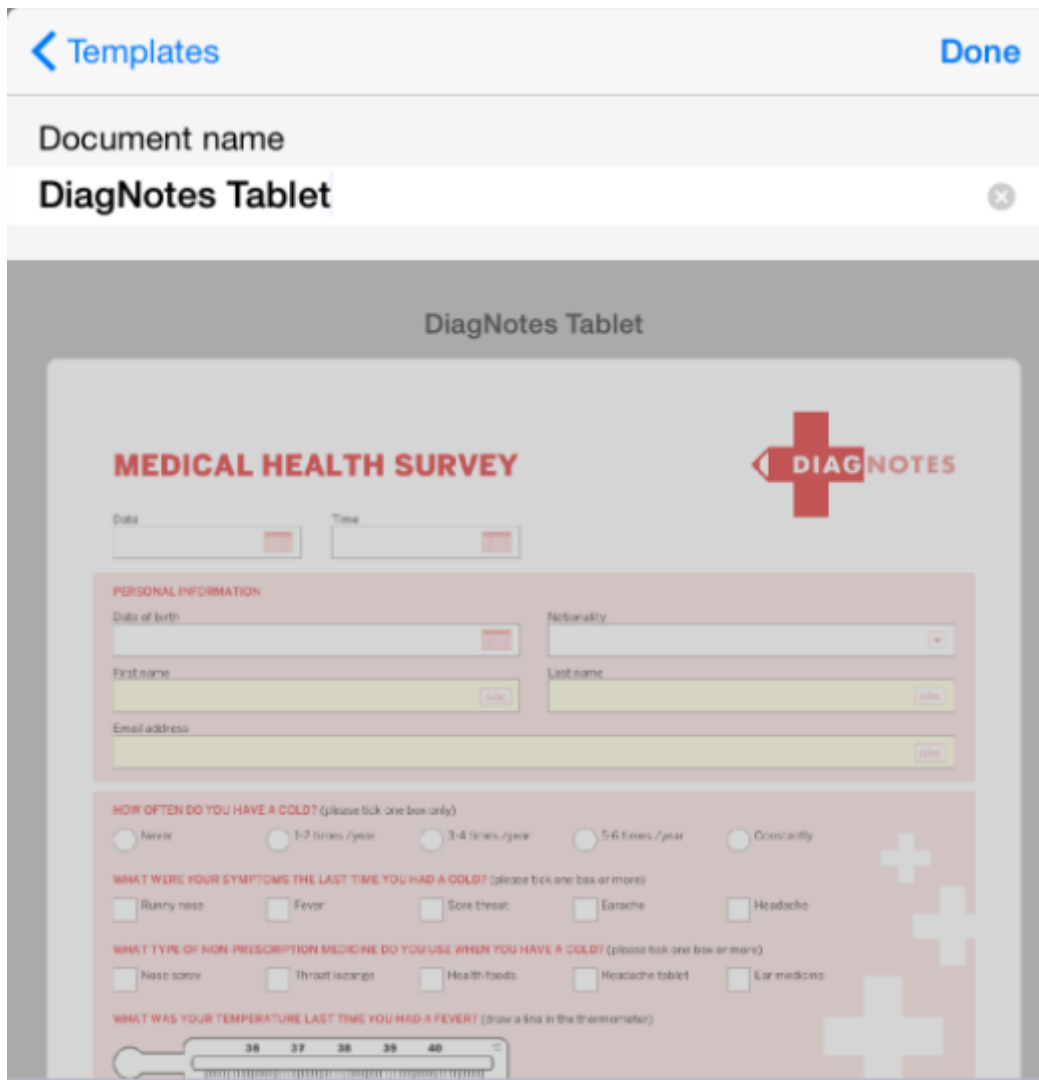 Templates
Done
Document name
DiagNotes Tablet
DiagNotes Tablet
MEDICAL HEALTH SURVEY
DIAGNOTES
Date
Time
PERSONAL INFORMATION
Date of birth
Nationality
First name
Last name
abc
abc
Email address
abc
HOW OFTEN DO YOU HAVE A COLD? (please tick one box only)
Never
1-2 times /year
3-4 times /year
5-6 times /year
Constantly
WHAT WERE YOUR SYMPTOMS THE LAST TIME YOU HAD A COLD? (please tick one box or more)
Runny nose
Fever
Sore throat
Earache
Headache
WHAT TYPE OF NON-PRESCRIPTION MEDICINE DO YOU USE WHEN YOU HAVE A COLD? (please tick one box or more)
Nose spray
Throat lozenge
Health foods
Headache tablet
Ear medicine
WHAT WAS YOUR TEMPERATURE LAST TIME YOU HAD A FEVER? (draw a line in the thermometer)
36 37 38 39 40 °C